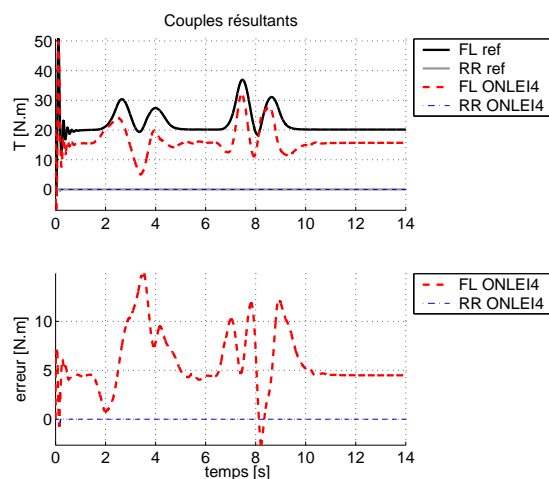 Couples résultants
T [N.m]
50
40
30
20
10
0
0 2 4 6 8 10 12 14
FL ref
RR ref
FL ONLEI4
RR ONLEI4
erreur [N.m]
10
5
0
0 2 4 6 8 10 12 14
temps [s]
FL ONLEI4
RR ONLEI4